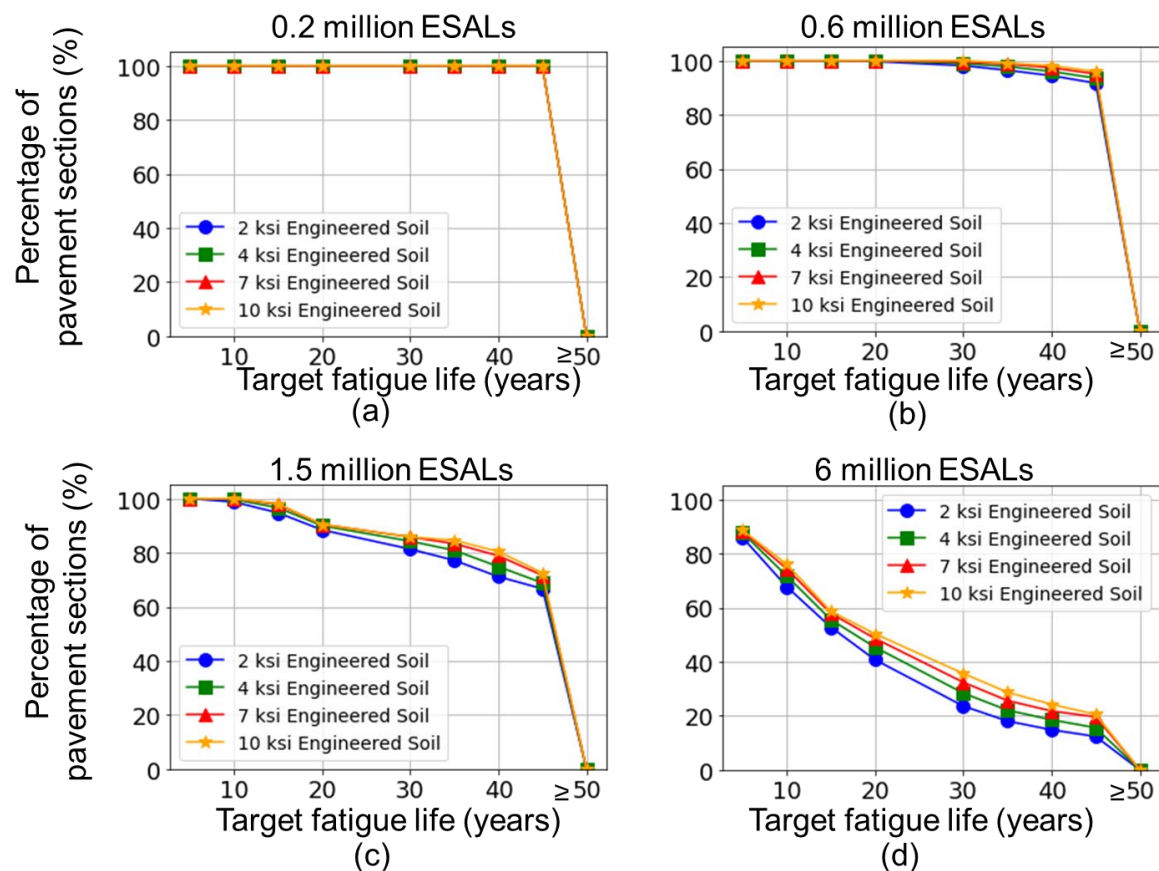 0.2 million ESALs
Percentage of
pavement sections (%)
100
80
60
40
20
0
2 ksi Engineered Soil
4 ksi Engineered Soil
7 ksi Engineered Soil
10 ksi Engineered Soil
10 20 30 40 ≥50
Target fatigue life (years)
(a)
0.6 million ESALs
100
80
60
40
20
0
2 ksi Engineered Soil
4 ksi Engineered Soil
7 ksi Engineered Soil
10 ksi Engineered Soil
10 20 30 40 ≥50
Target fatigue life (years)
(b)
1.5 million ESALs
Percentage of
pavement sections (%)
100
80
60
40
20
0
2 ksi Engineered Soil
4 ksi Engineered Soil
7 ksi Engineered Soil
10 ksi Engineered Soil
10 20 30 40 ≥50
Target fatigue life (years)
(c)
6 million ESALs
100
80
60
40
20
0
2 ksi Engineered Soil
4 ksi Engineered Soil
7 ksi Engineered Soil
10 ksi Engineered Soil
10 20 30 40 ≥50
Target fatigue life (years)
(d)